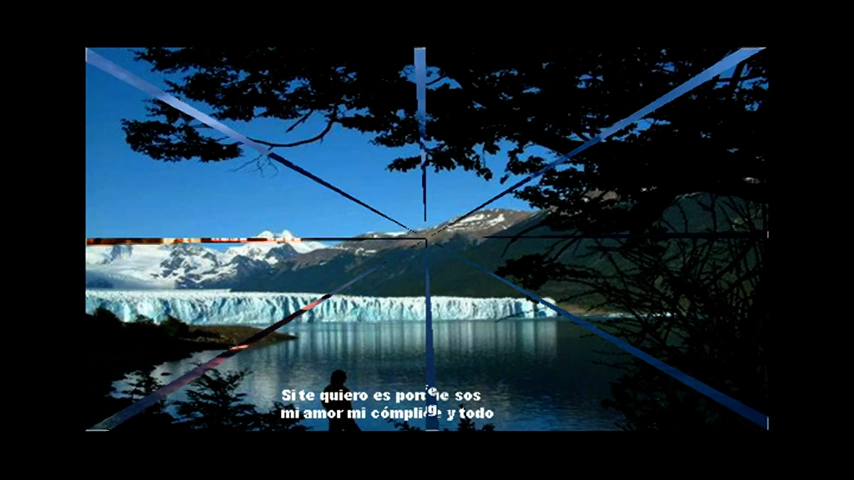 Si te quiero es porque sos
mi amor mi cómplice y todo